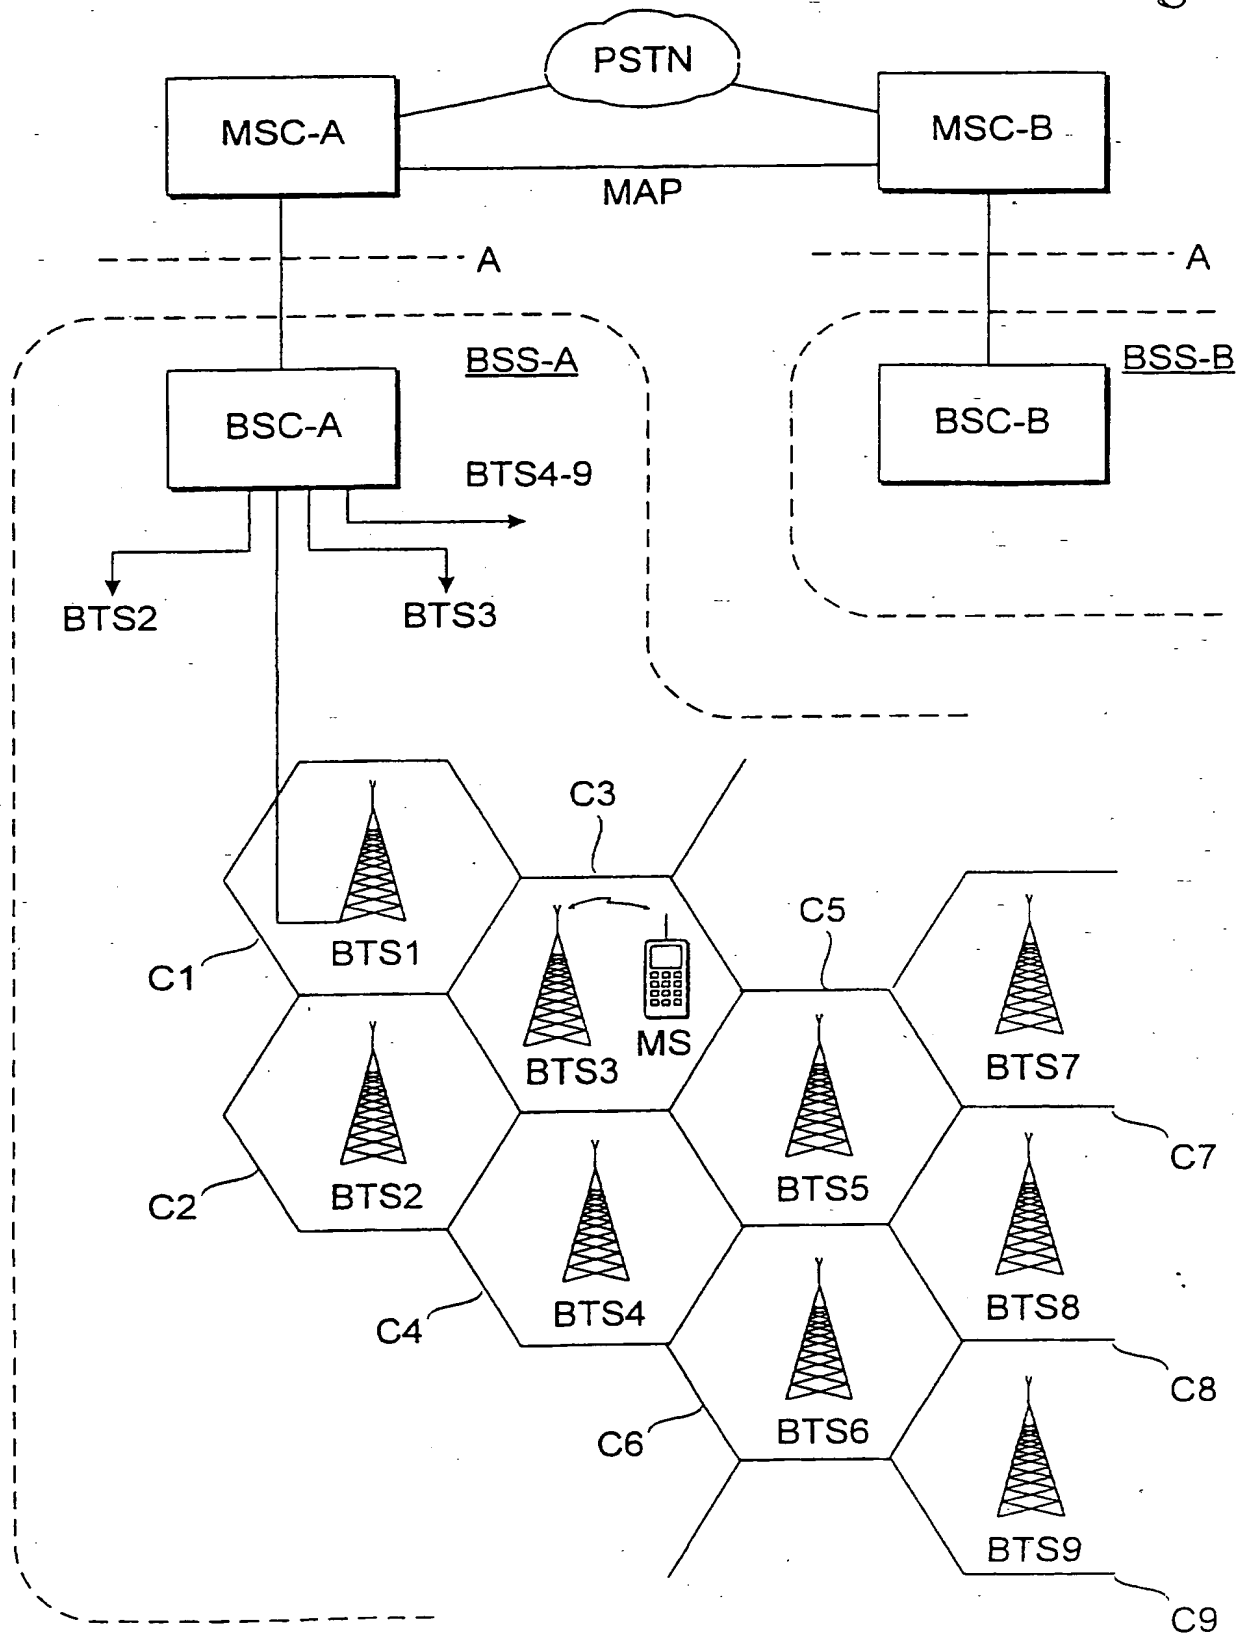 PSTN
MSC-A
MSC-B
MAP
A
A
BSS-A
BSS-B
BSC-A
BSC-B
BTS4-9
BTS2
BTS3
C3
C5
BTS1
C1
MS
BTS3
BTS7
C7
BTS2
BTS5
C2
BTS4
BTS8
C4
C8
BTS6
C6
BTS9
C9